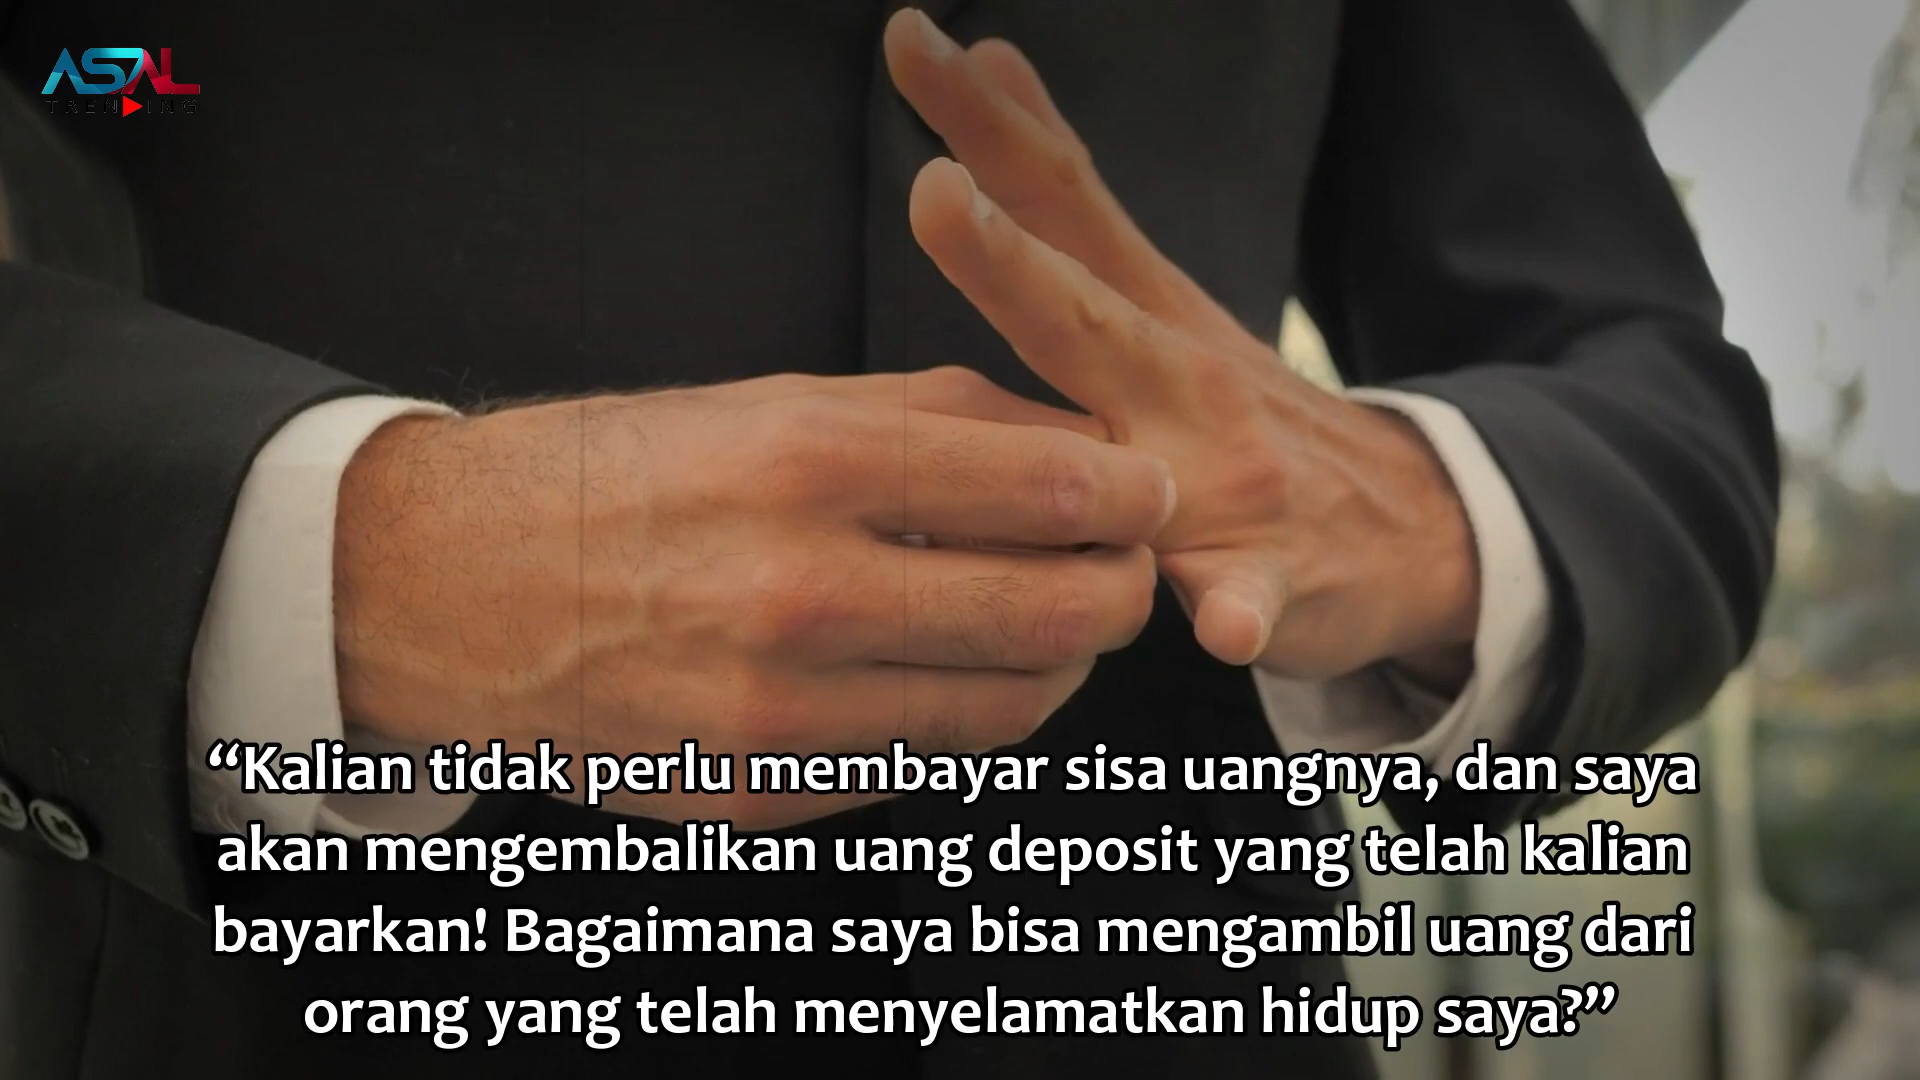 ASAL
TRENDING
“Kalian tidak perlu membayar sisa uangnya, dan saya
akan mengembalikan uang deposit yang telah kalian
bayarkan! Bagaimana saya bisa mengambil uang dari
orang yang telah menyelamatkan hidup saya?”